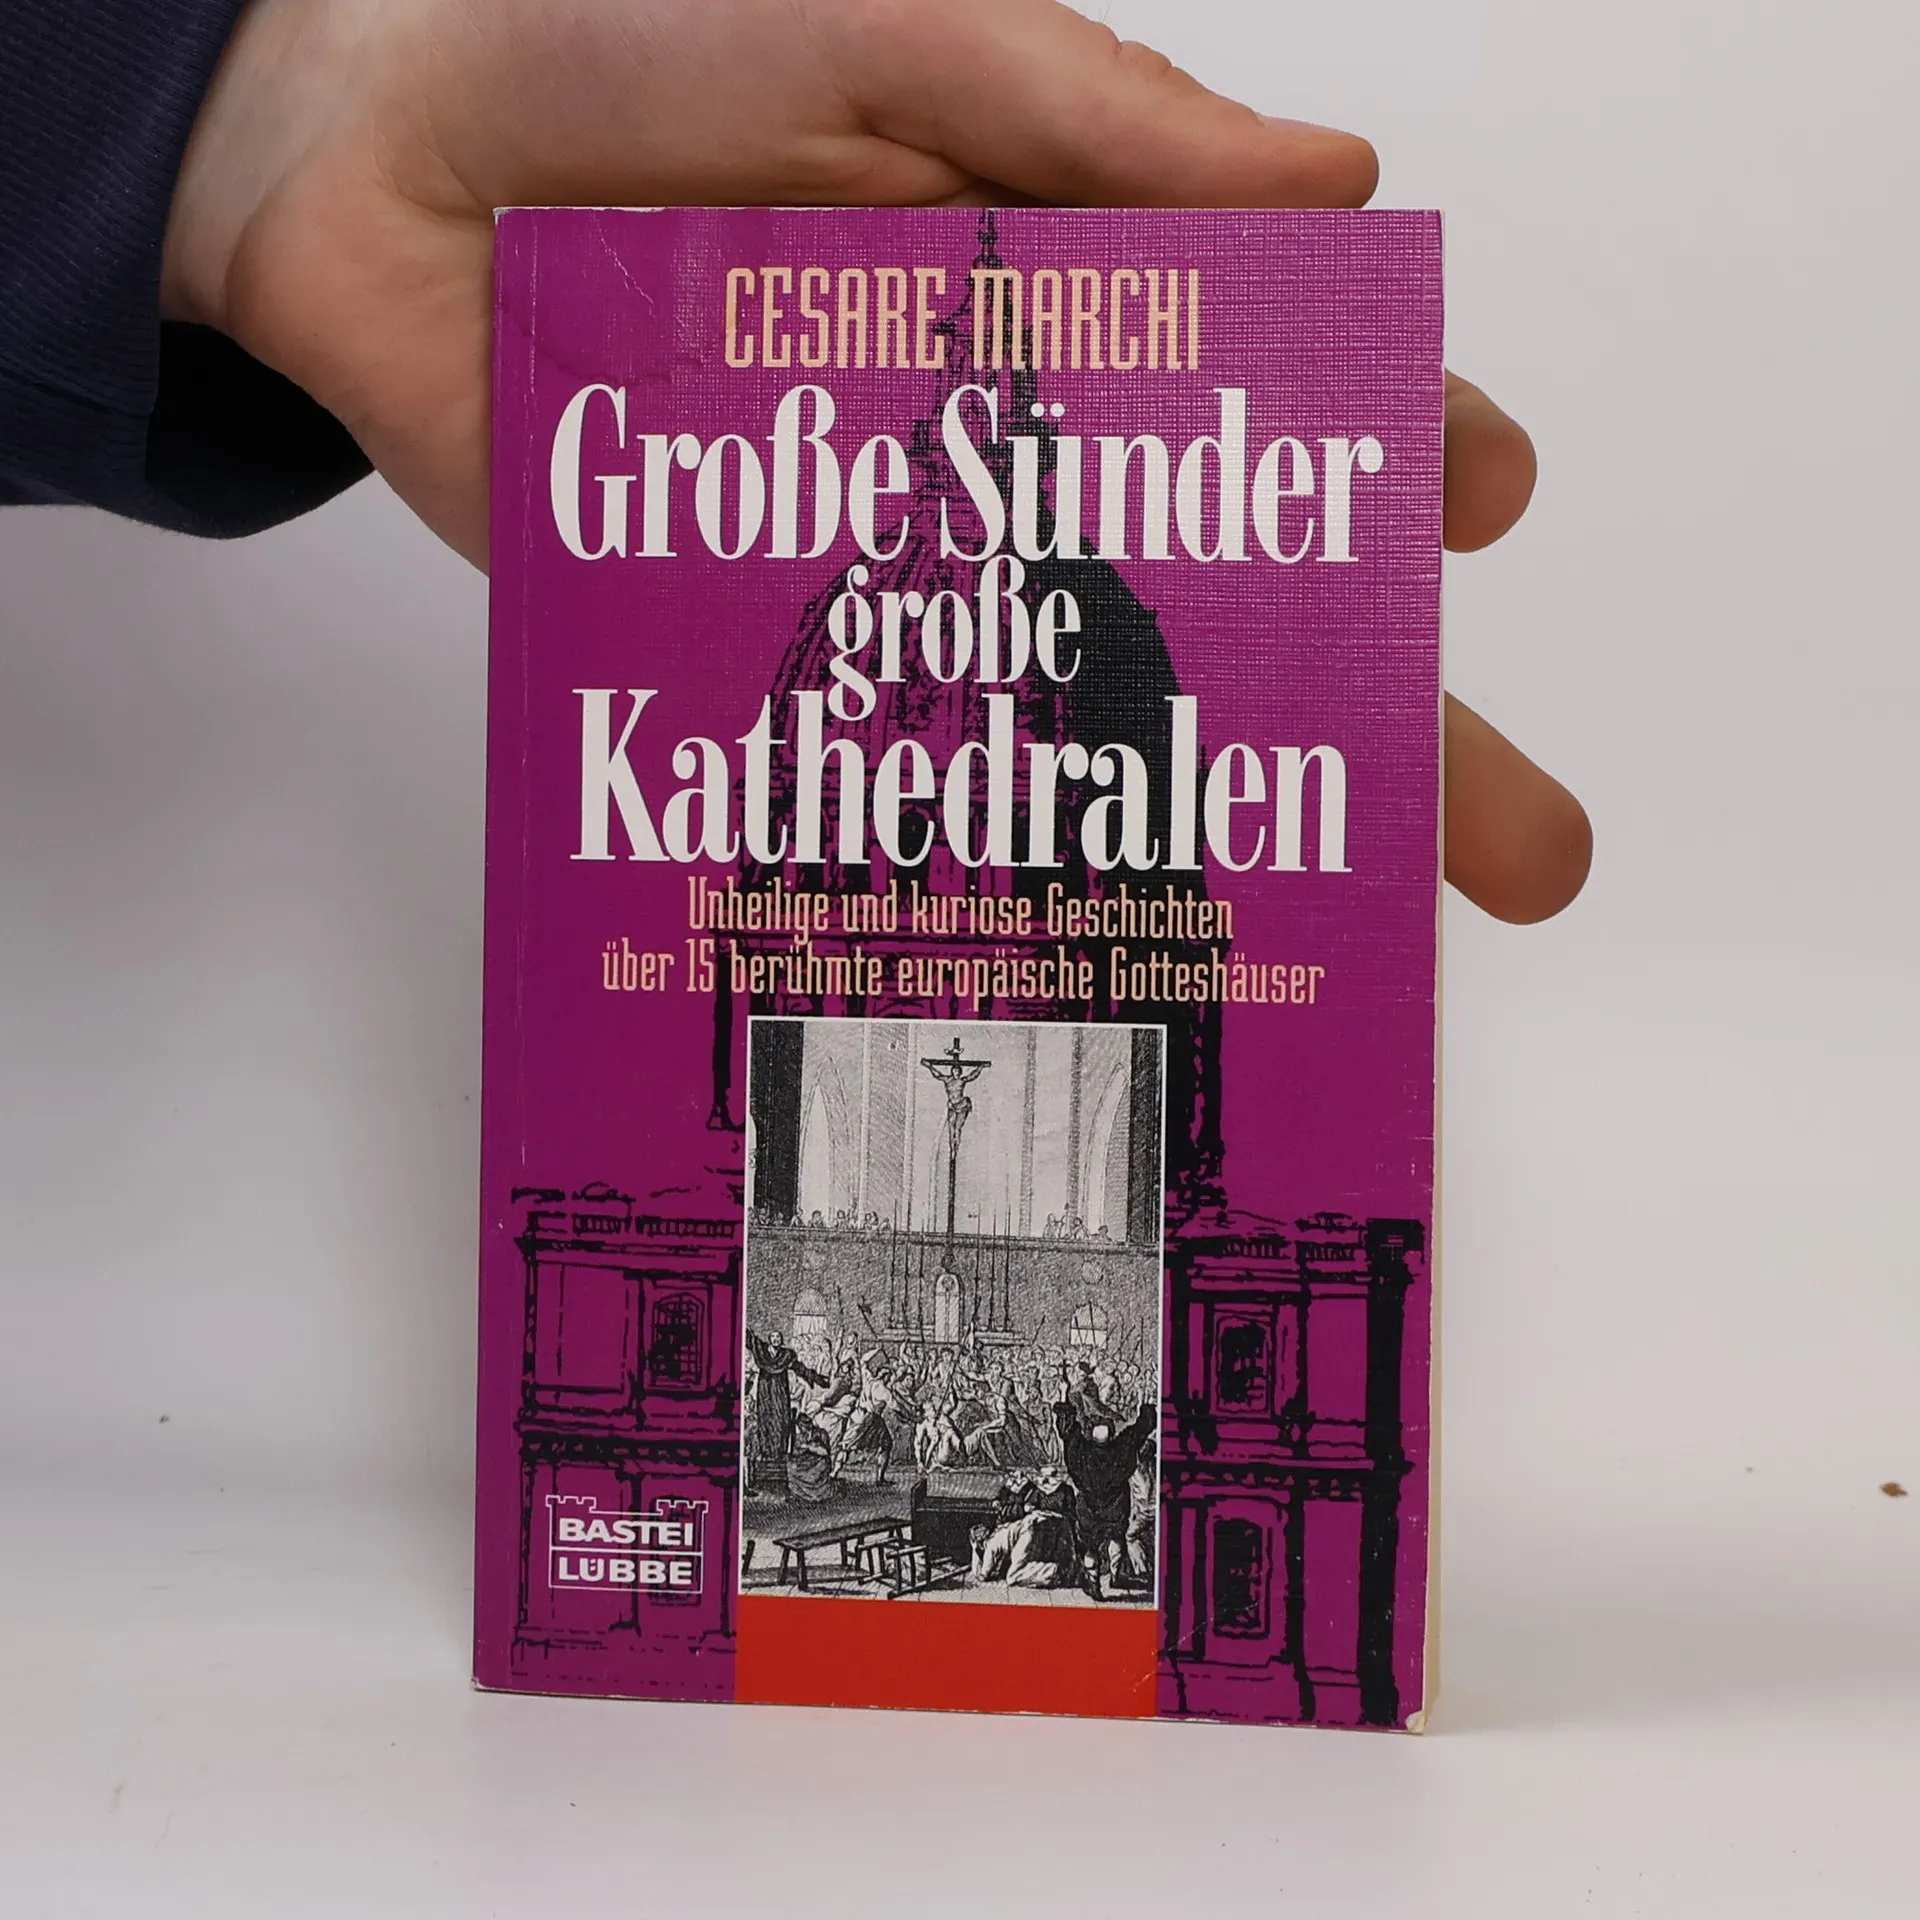 CESARE MARCHI
Große Sünder
große
Kathedralen
Unheilige und kuriose Geschichten
über 15 berühmte europäische Gotteshäuser
BASTEI
LÜBBE